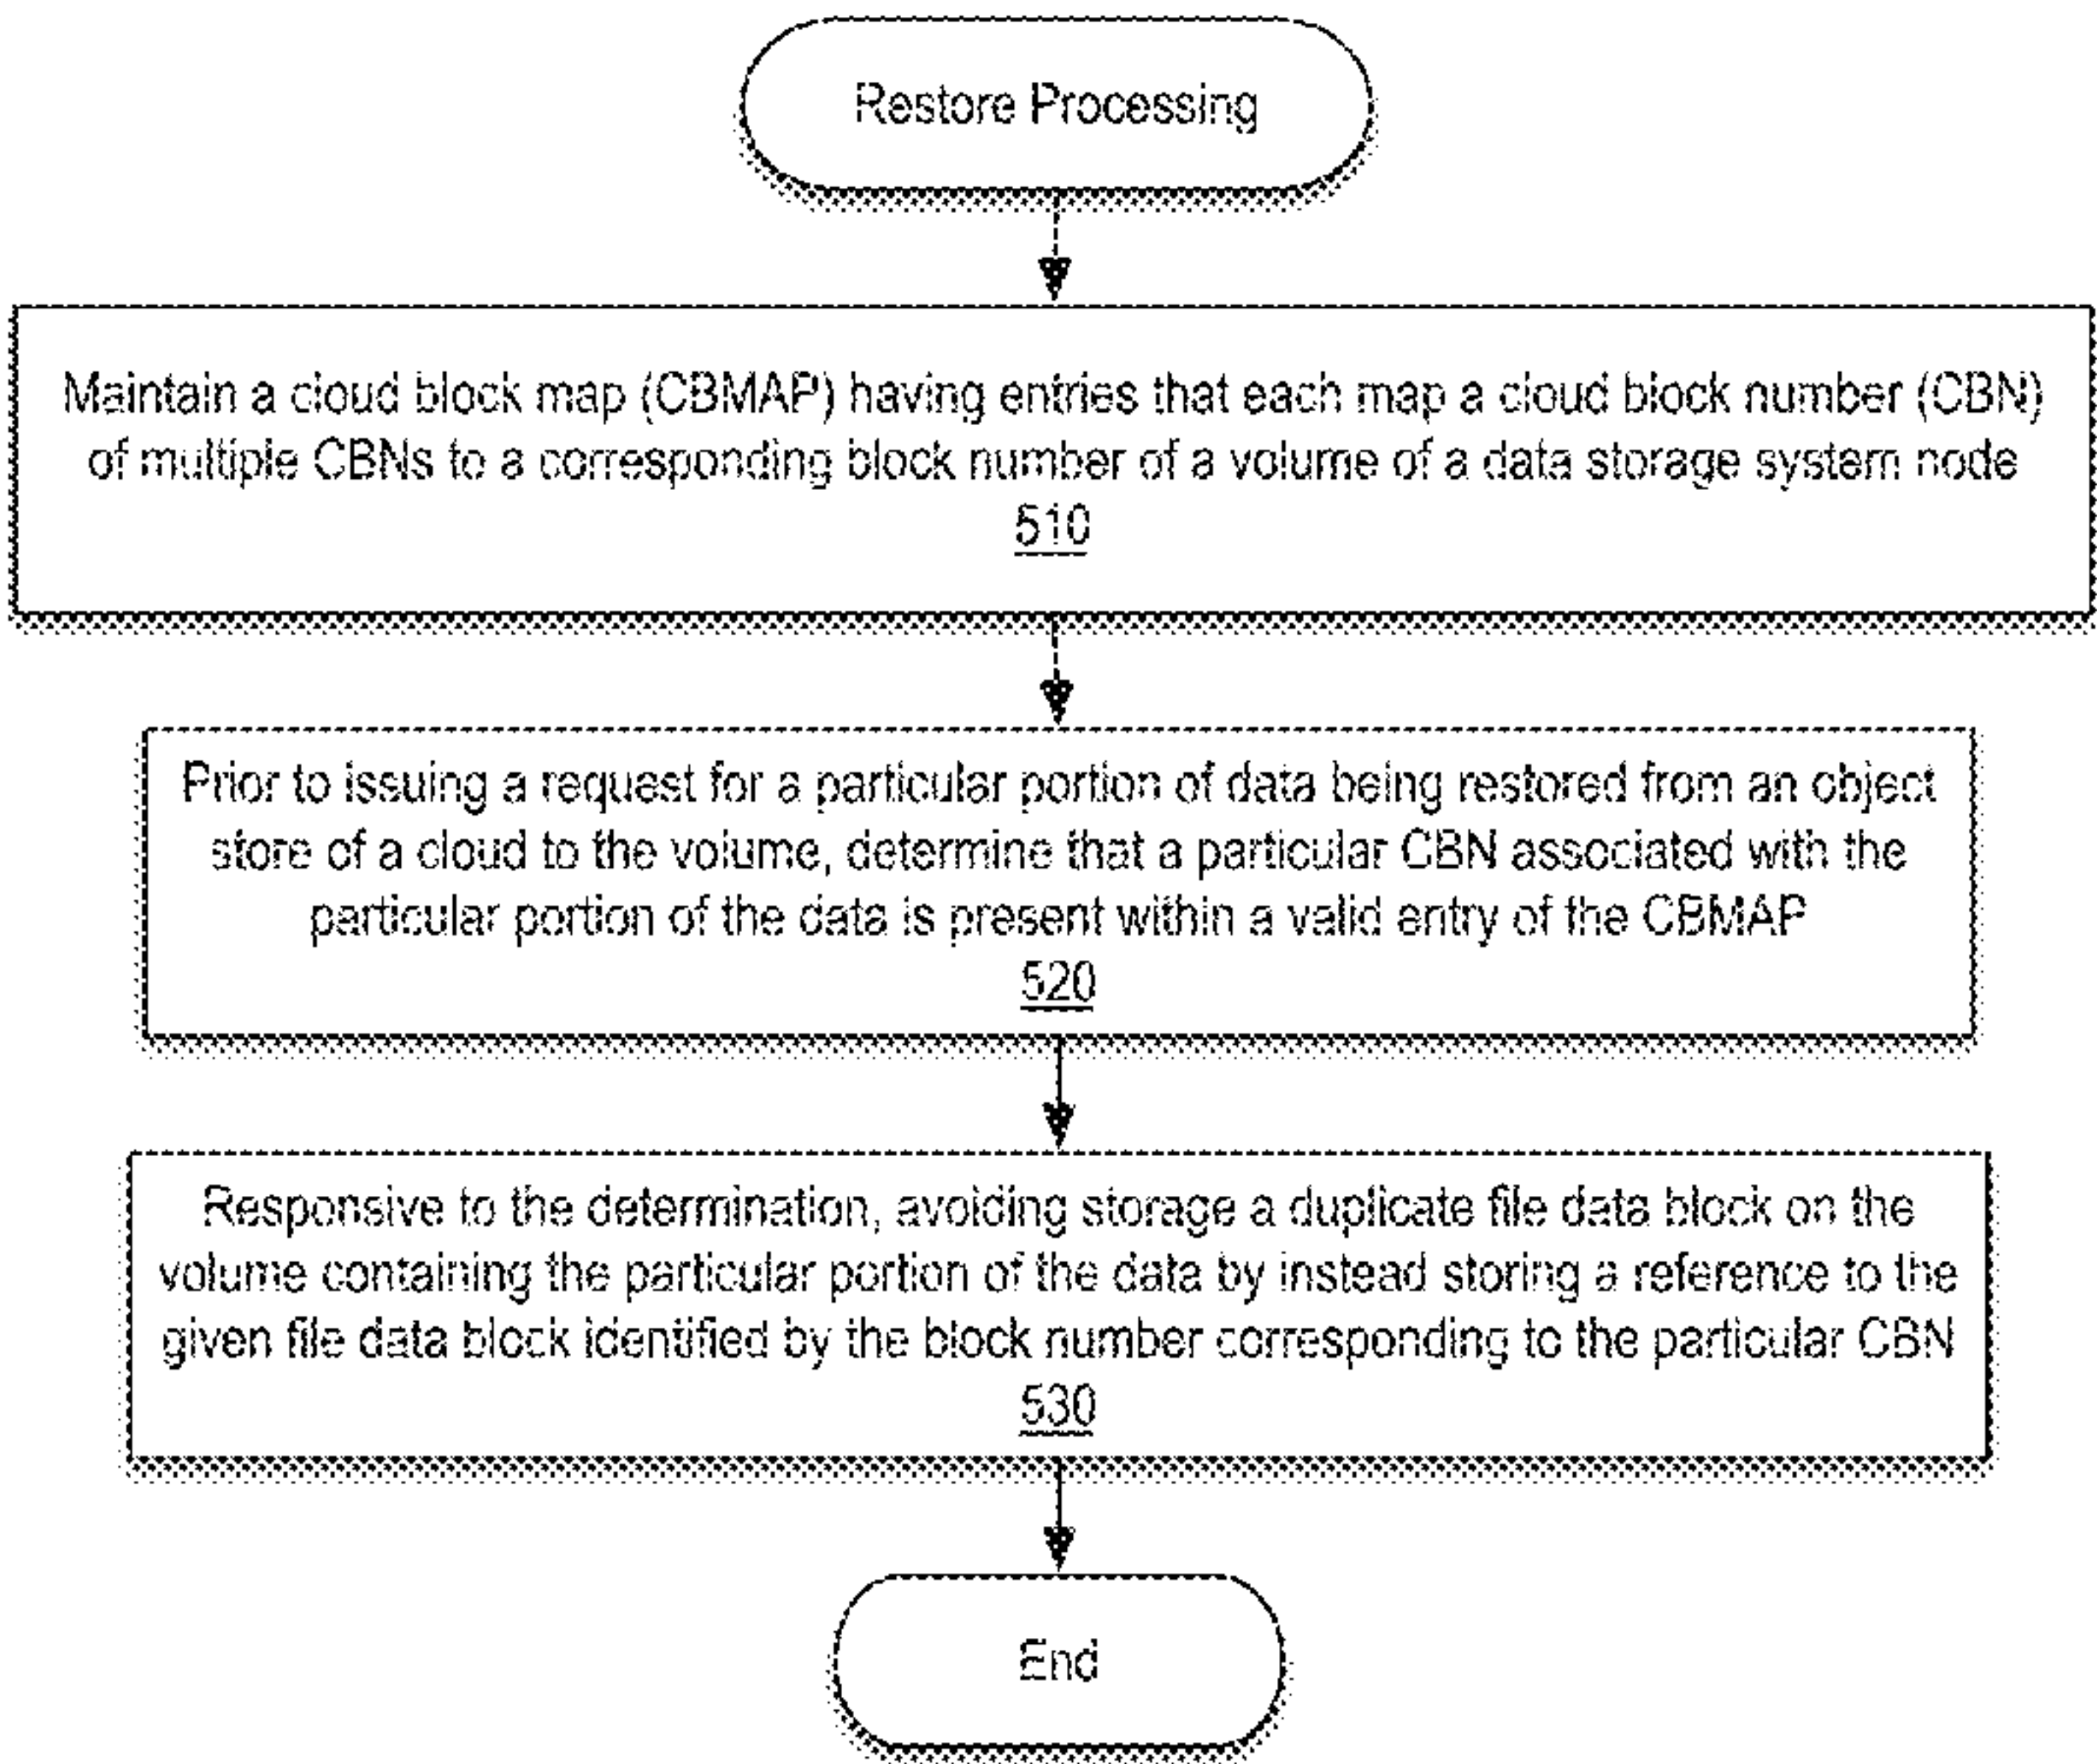 Restore Processing
Maintain a cloud block map (CBMAP) having entries that each map a cloud block number (CBN)
of multiple CBNs to a corresponding block number of a volume of a data storage system node
510
Prior to issuing a request for a particular portion of data being restored from an object
store of a cloud to the volume, determine that a particular CBN associated with the
particular portion of the data is present within a valid entry of the CBMAP
520
Responsive to the determination, avoiding storage a duplicate file data block on the
volume containing the particular portion of the data by instead storing a reference to the
given file data block identified by the block number corresponding to the particular CBN
530
End